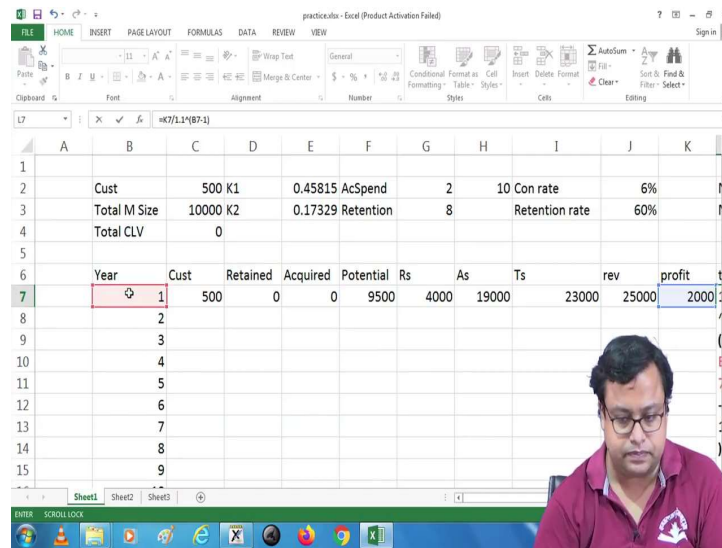 practice.xlsx - Excel (Product Activation Failed)
FILE HOME INSERT PAGE LAYOUT FORMULAS DATA REVIEW VIEW Sign in
Paste 11 A A Wrap Text General Conditional Format as Cell Insert Delete Format AutoSum Sort & Find &
B I U A Merge & Center $ % , Formatting Table Styles Fill Clear Filter Select
Clipboard Font Alignment Number Styles Cells Editing
L7 fx =K7/1.1^(B7-1)
A B C D E F G H I J K
1
2 Cust 500 K1 0.45815 AcSpend 2 10 Con rate 6%
3 Total M Size 10000 K2 0.17329 Retention 8 Retention rate 60%
4 Total CLV 0
5
6 Year Cust Retained Acquired Potential Rs As Ts rev profit
7 1 500 0 0 9500 4000 19000 23000 25000 2000
8 2
9 3
10 4
11 5
12 6
13 7
14 8
15 9
Sheet1 Sheet2 Sheet3
ENTER SCROLL LOCK